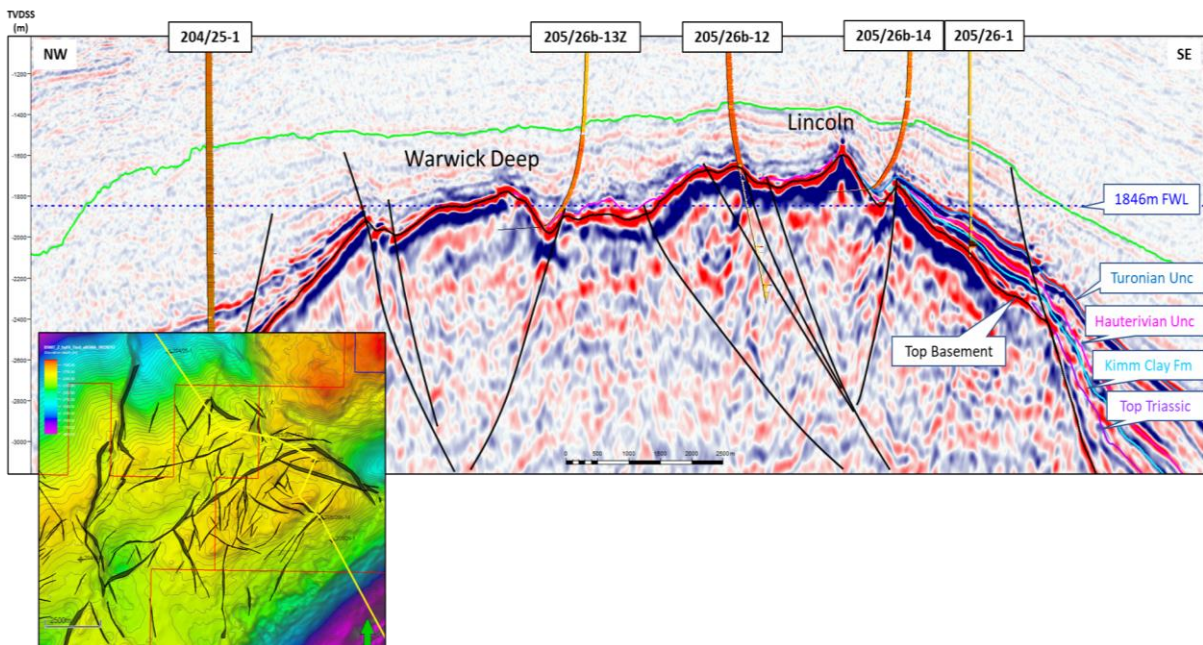 TVDSS
(m)
204/25-1
205/26b-13Z
205/26b-12
205/26b-14
205/26-1
NW
SE
-1200
-1400
-1600
-1800
-2000
-2200
-2400
-2600
-2800
-3000
Warwick Deep
Lincoln
1846m FWL
Turonian Unc
Hauterivian Unc
Kimm Clay Fm
Top Triassic
Top Basement
0
500
1000
1500
2000
2500m
2500m